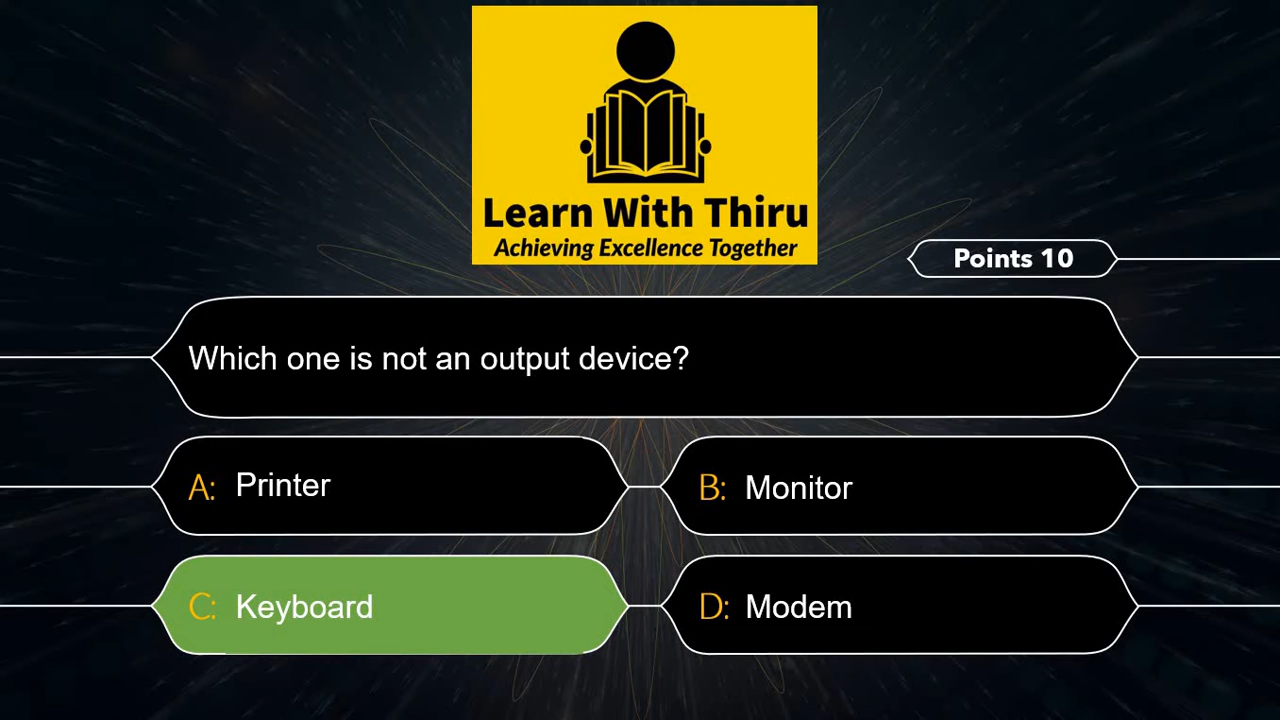 Learn With Thiru
Achieving Excellence Together
Points 10
Which one is not an output device?
A: Printer
B: Monitor
C: Keyboard
D: Modem